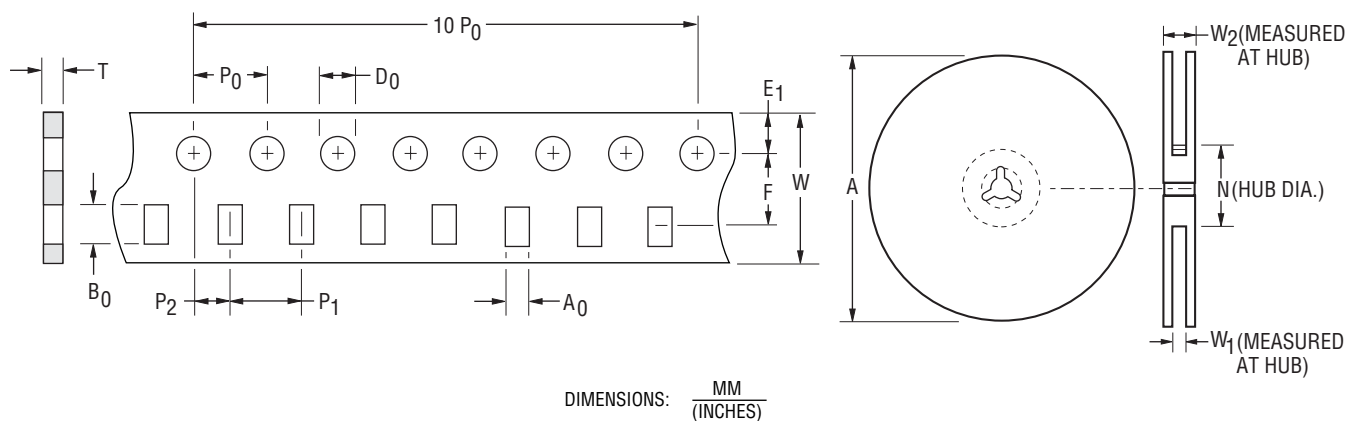 10 P0
W2(MEASURED
AT HUB)
T
P0
D0
E1
F
W
A
N(HUB DIA.)
B0
P2
P1
A0
W1(MEASURED
AT HUB)
DIMENSIONS: MM
(INCHES)